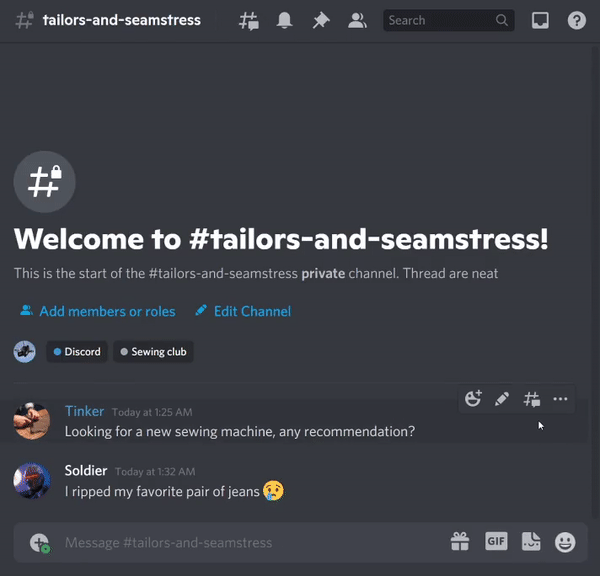 tailors-and-seamstress
Search
Welcome to #tailors-and-seamstress!
This is the start of the #tailors-and-seamstress private channel. Thread are neat
Add members or roles
Edit Channel
Discord
Sewing club
Tinker Today at 1:25 AM
Looking for a new sewing machine, any recommendation?
Soldier Today at 1:32 AM
I ripped my favorite pair of jeans 😢
Message #tailors-and-seamstress
GIF